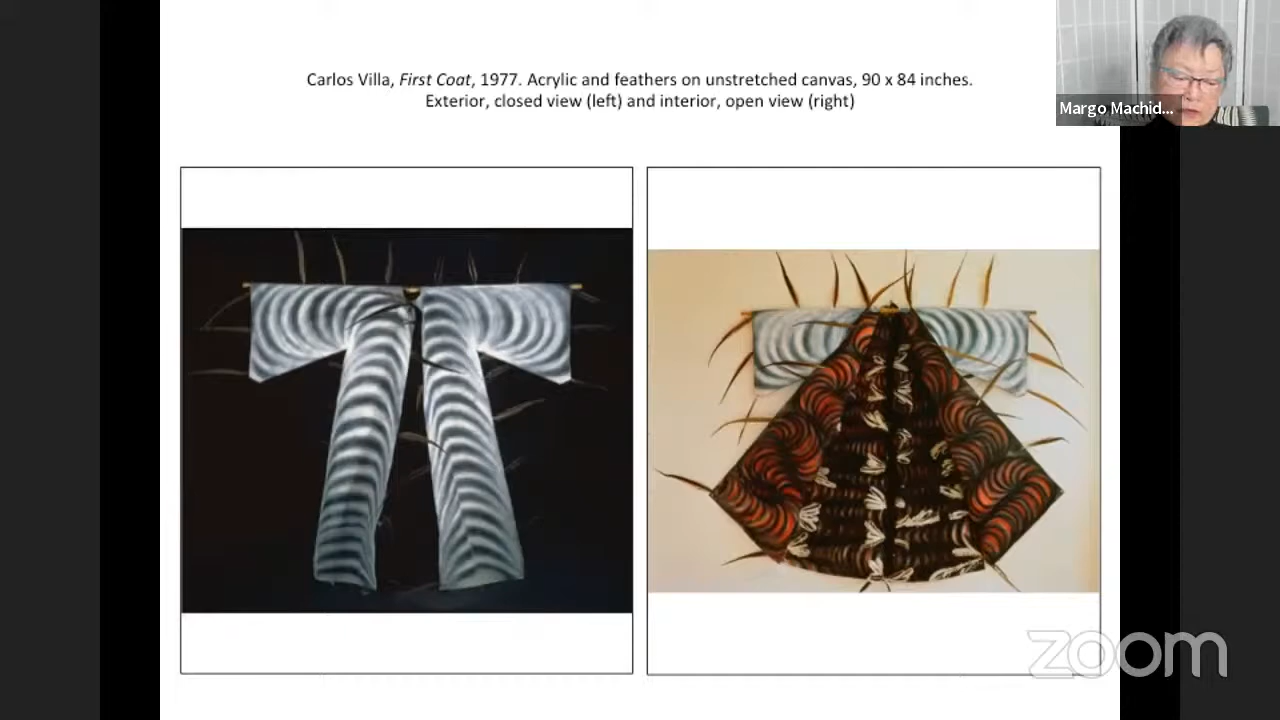 Carlos Villa, First Coat, 1977. Acrylic and feathers on unstretched canvas, 90 x 84 inches.
Exterior, closed view (left) and interior, open view (right)
Margo Machid...
zoom